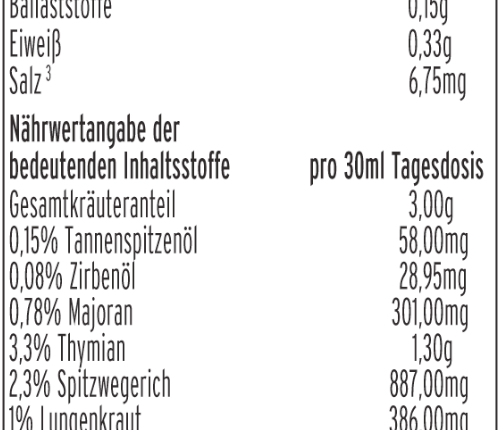 Ballaststoffe 0,15g
Eiweiß 0,33g
Salz ³ 6,75mg
Nährwertangabe der
bedeutenden Inhaltsstoffe pro 30ml Tagesdosis
Gesamtkräuteranteil 3,00g
0,15% Tannenspitzenöl 58,00mg
0,08% Zirbenöl 28,95mg
0,78% Majoran 301,00mg
3,3% Thymian 1,30g
2,3% Spitzwegerich 887,00mg
1% Lungenkraut 386,00mg